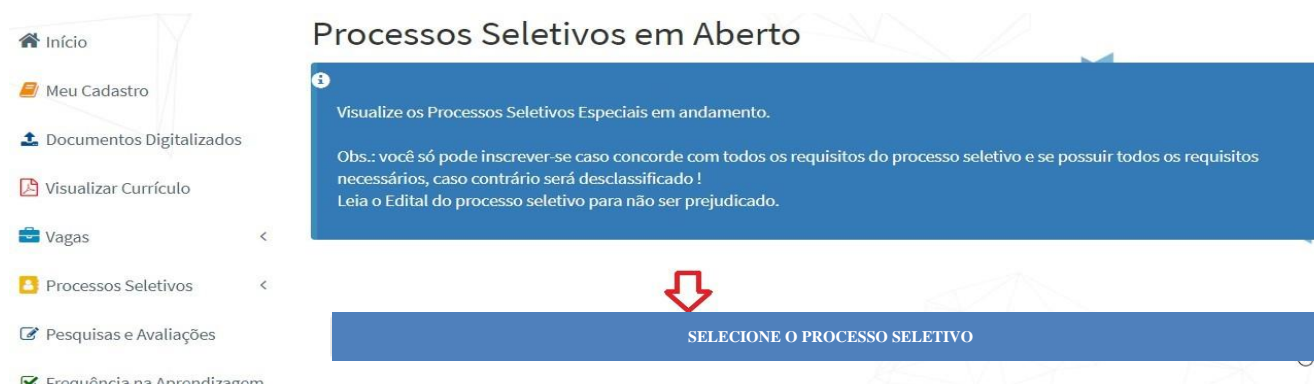 Início
Meu Cadastro
Documentos Digitalizados
Visualizar Currículo
Vagas
Processos Seletivos
Pesquisas e Avaliações
Frequência na Aprendizagem
Processos Seletivos em Aberto
Visualize os Processos Seletivos Especiais em andamento.
Obs.: você só pode inscrever-se caso concorde com todos os requisitos do processo seletivo e se possuir todos os requisitos
necessários, caso contrário será desclassificado !
Leia o Edital do processo seletivo para não ser prejudicado.
SELECIONE O PROCESSO SELETIVO